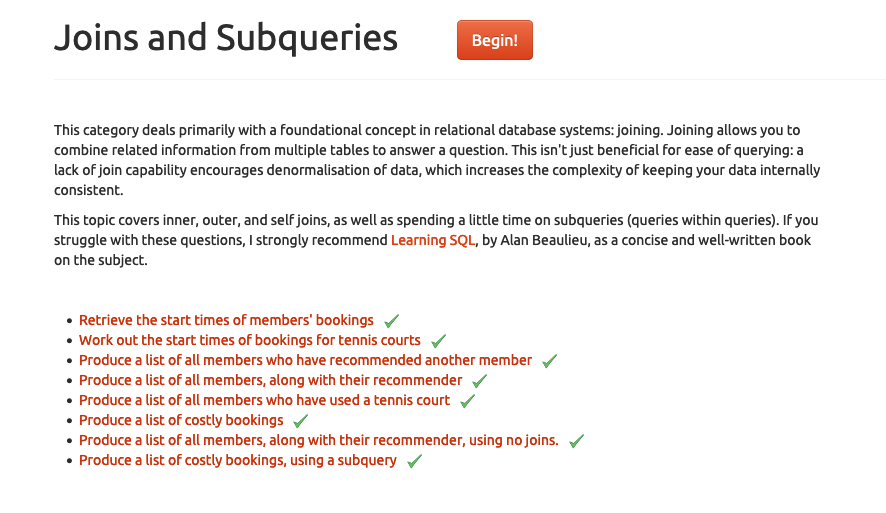 Joins and Subqueries
Begin!
This category deals primarily with a foundational concept in relational database systems: joining. Joining allows you to
combine related information from multiple tables to answer a question. This isn't just beneficial for ease of querying: a
lack of join capability encourages denormalisation of data, which increases the complexity of keeping your data internally
consistent.
This topic covers inner, outer, and self joins, as well as spending a little time on subqueries (queries within queries). If you
struggle with these questions, I strongly recommend Learning SQL, by Alan Beaulieu, as a concise and well-written book
on the subject.
Retrieve the start times of members' bookings
Work out the start times of bookings for tennis courts
Produce a list of all members who have recommended another member
Produce a list of all members, along with their recommender
Produce a list of all members who have used a tennis court
Produce a list of costly bookings
Produce a list of all members, along with their recommender, using no joins.
Produce a list of costly bookings, using a subquery